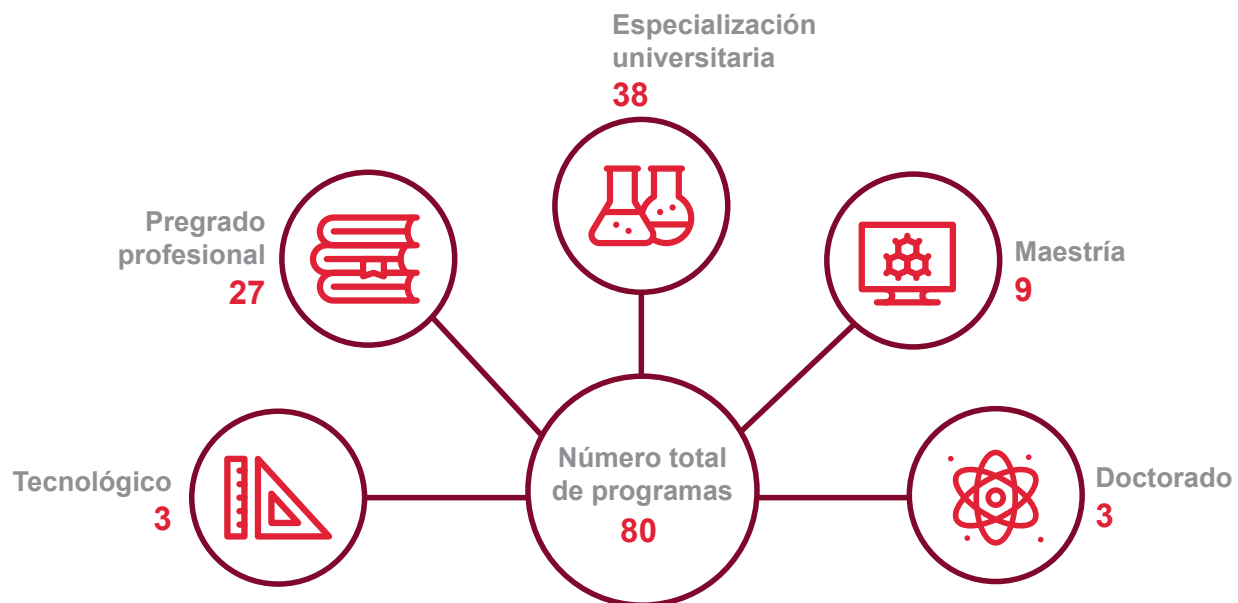 Especialización
universitaria
38
Pregrado
profesional
27
Maestría
9
Tecnológico
3
Número total
de programas
80
Doctorado
3